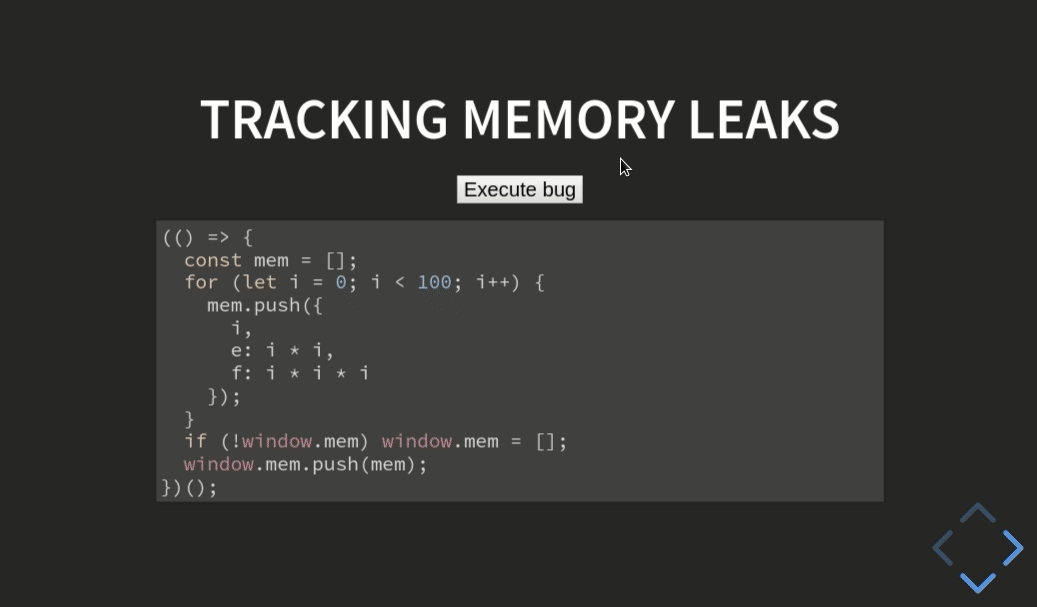 TRACKING MEMORY LEAKS
Execute bug
(() => {
  const mem = [];
  for (let i = 0; i < 100; i++) {
    mem.push({
      i,
      e: i * i,
      f: i * i * i
    });
  }
  if (!window.mem) window.mem = [];
  window.mem.push(mem);
})();